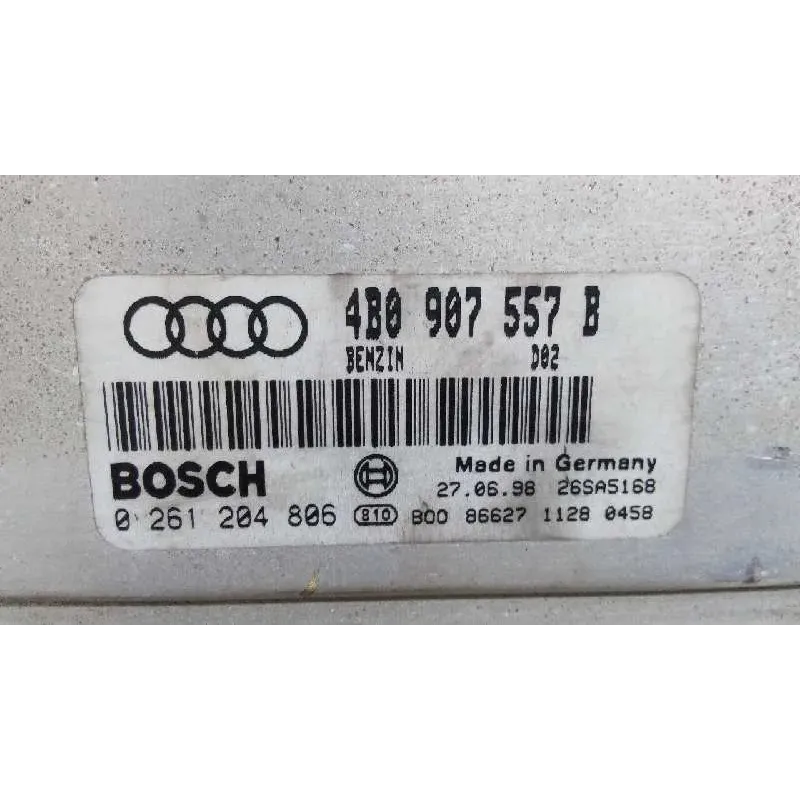 4B0 907 557 B
BENZIN D02
BOSCH Made in Germany
27.06.98 26SA5168
0 261 204 806 810 B00 86627 1128 0458